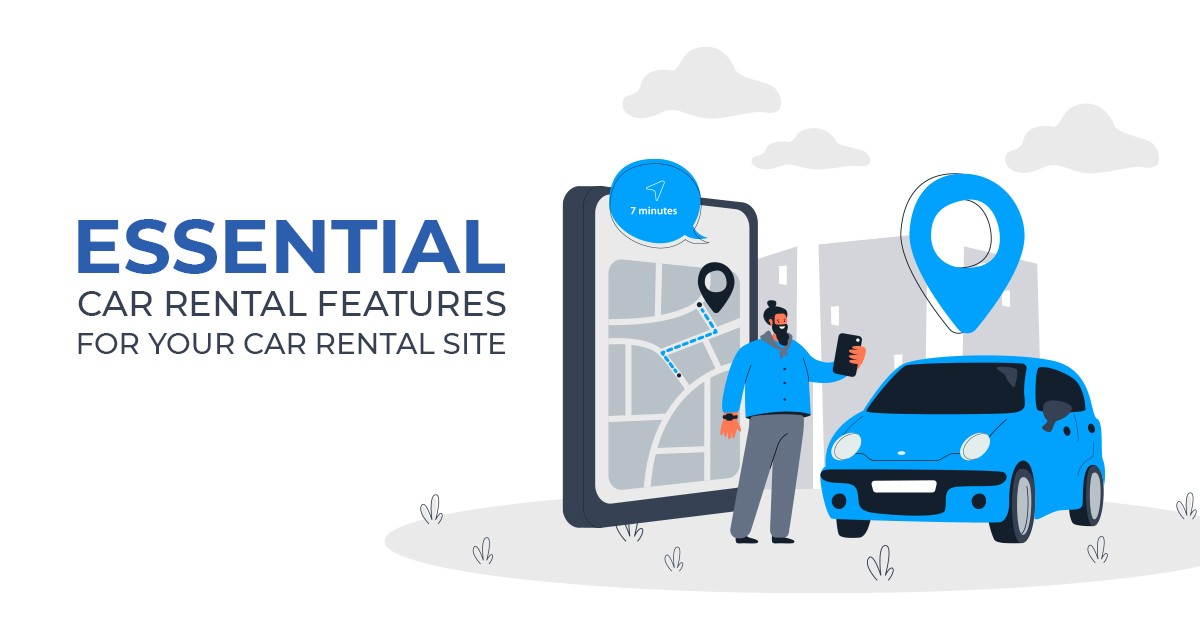 ESSENTIAL
CAR RENTAL FEATURES
FOR YOUR CAR RENTAL SITE
7 minutes